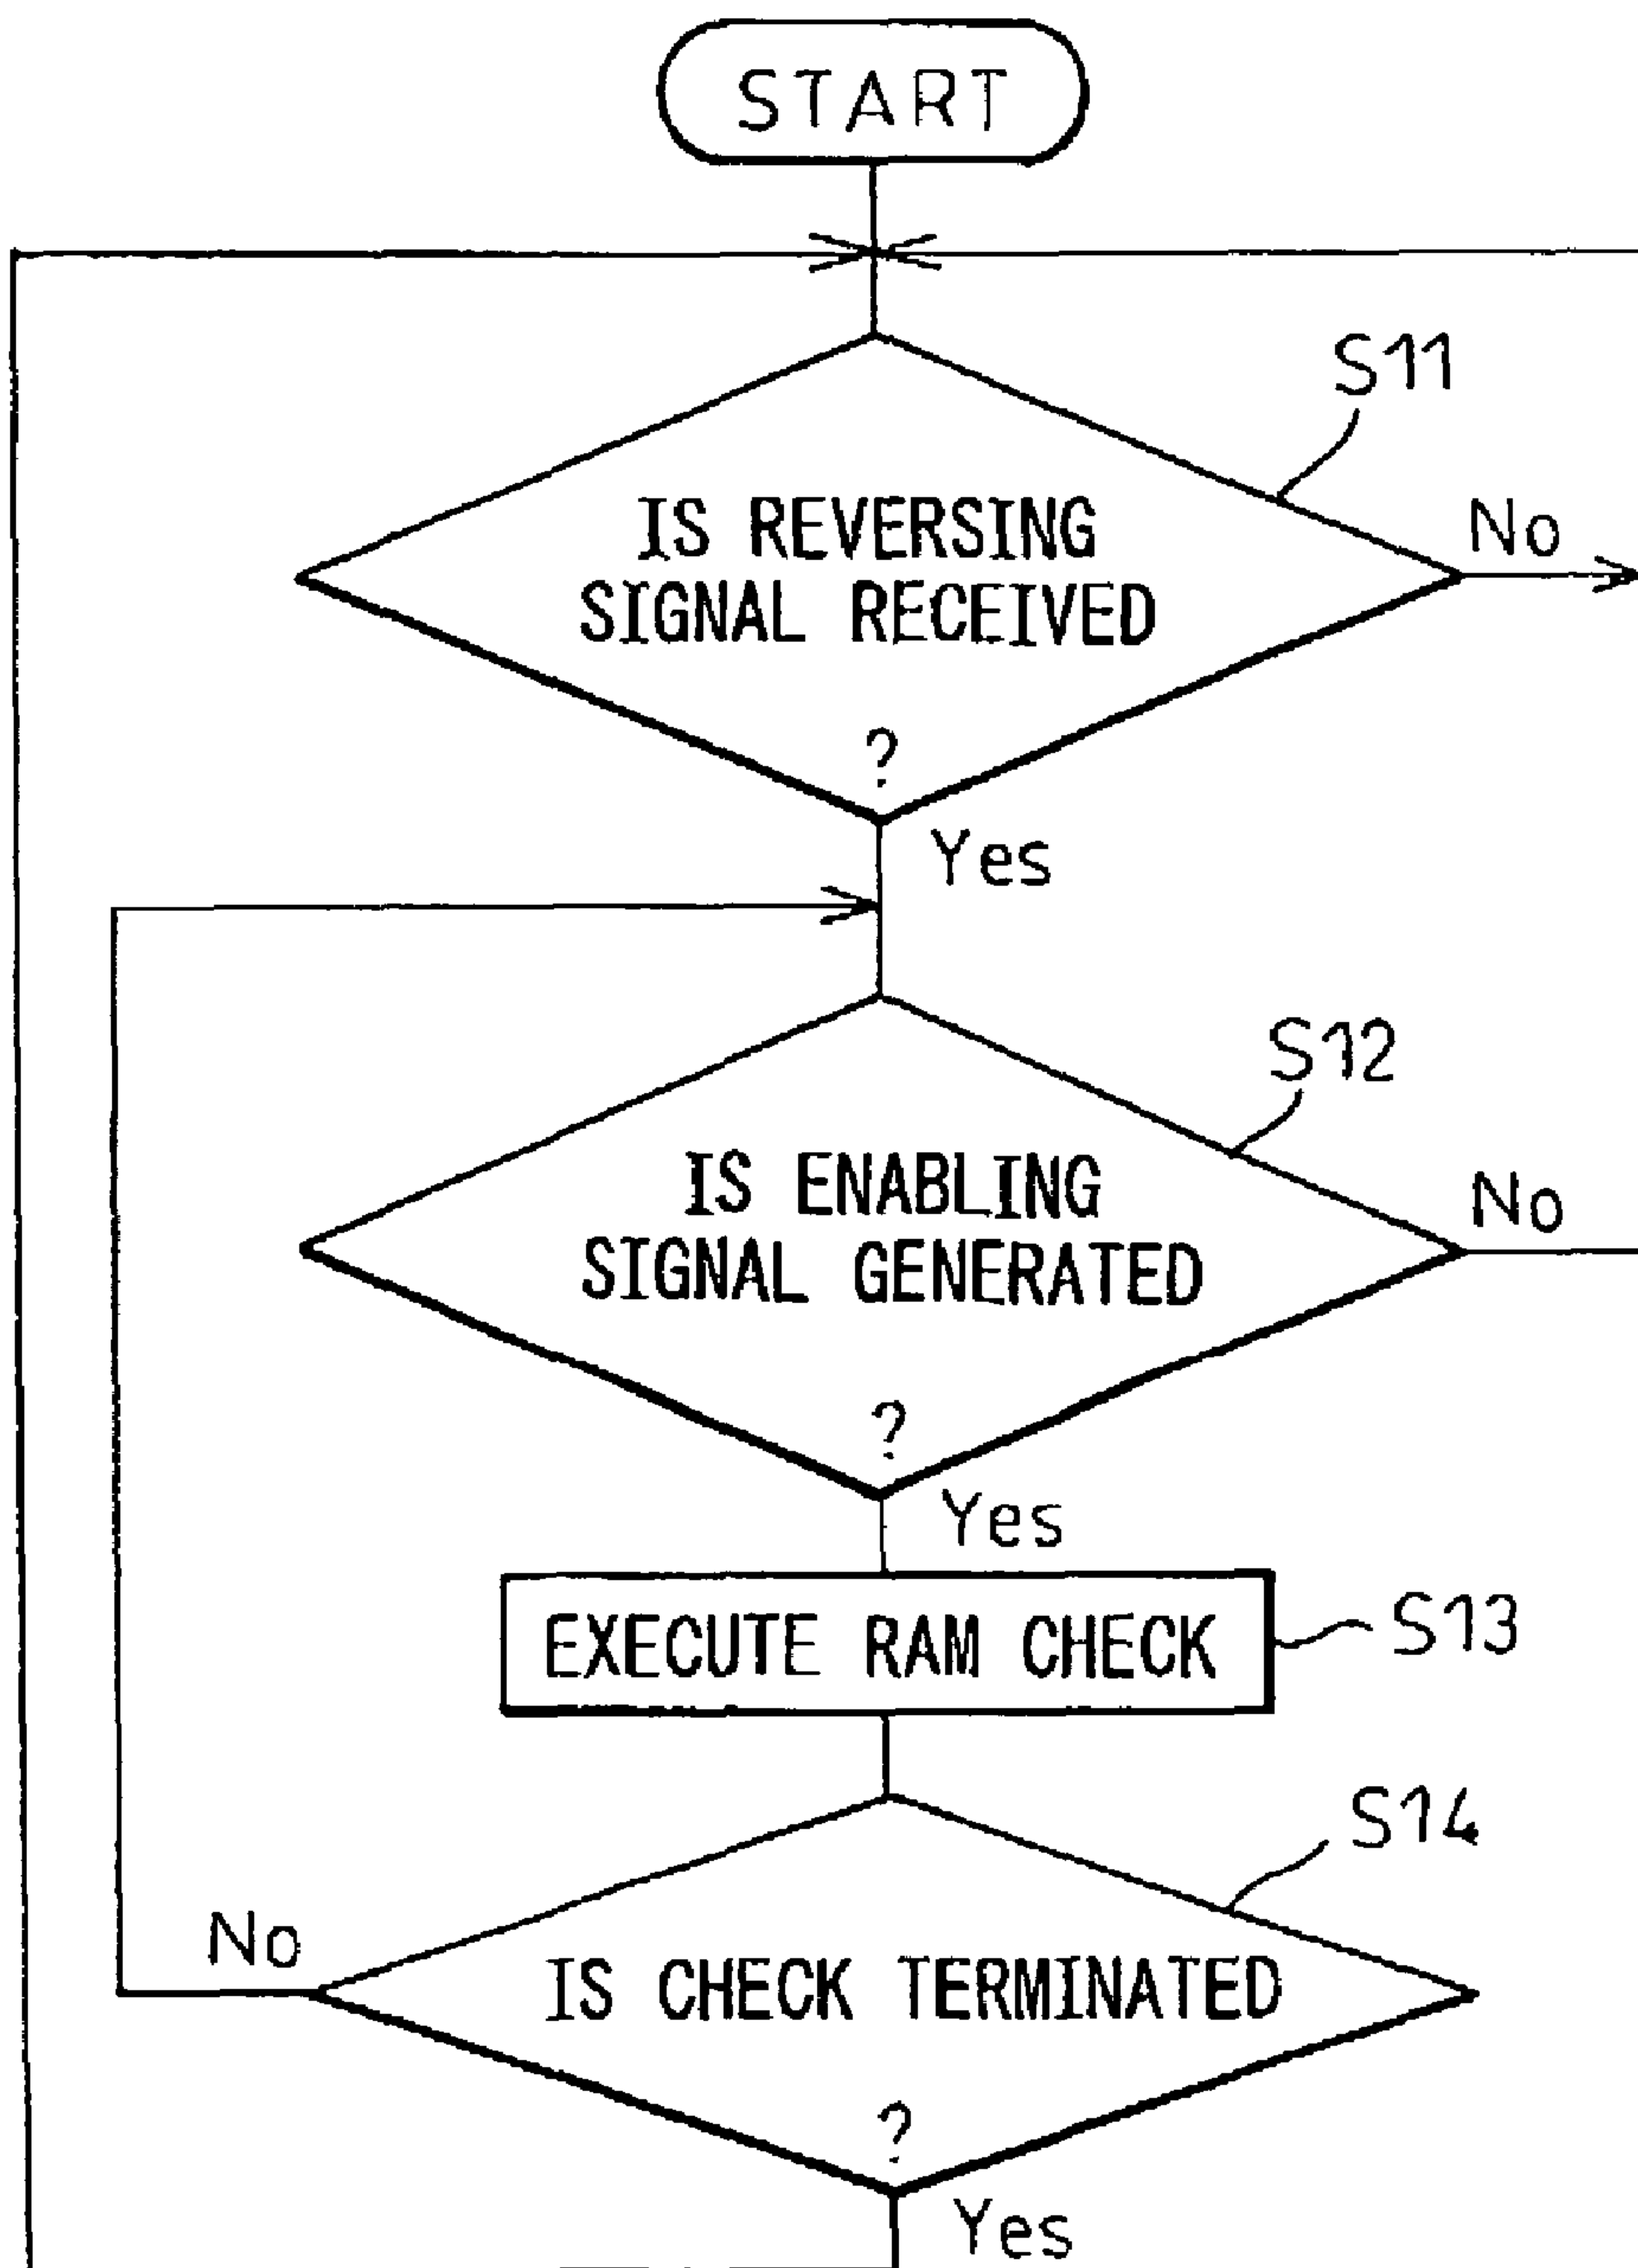 START
S11
IS REVERSING
SIGNAL RECEIVED
?
No
Yes
S12
IS ENABLING
SIGNAL GENERATED
?
No
Yes
EXECUTE RAM CHECK
S13
S14
No
IS CHECK TERMINATED
?
Yes